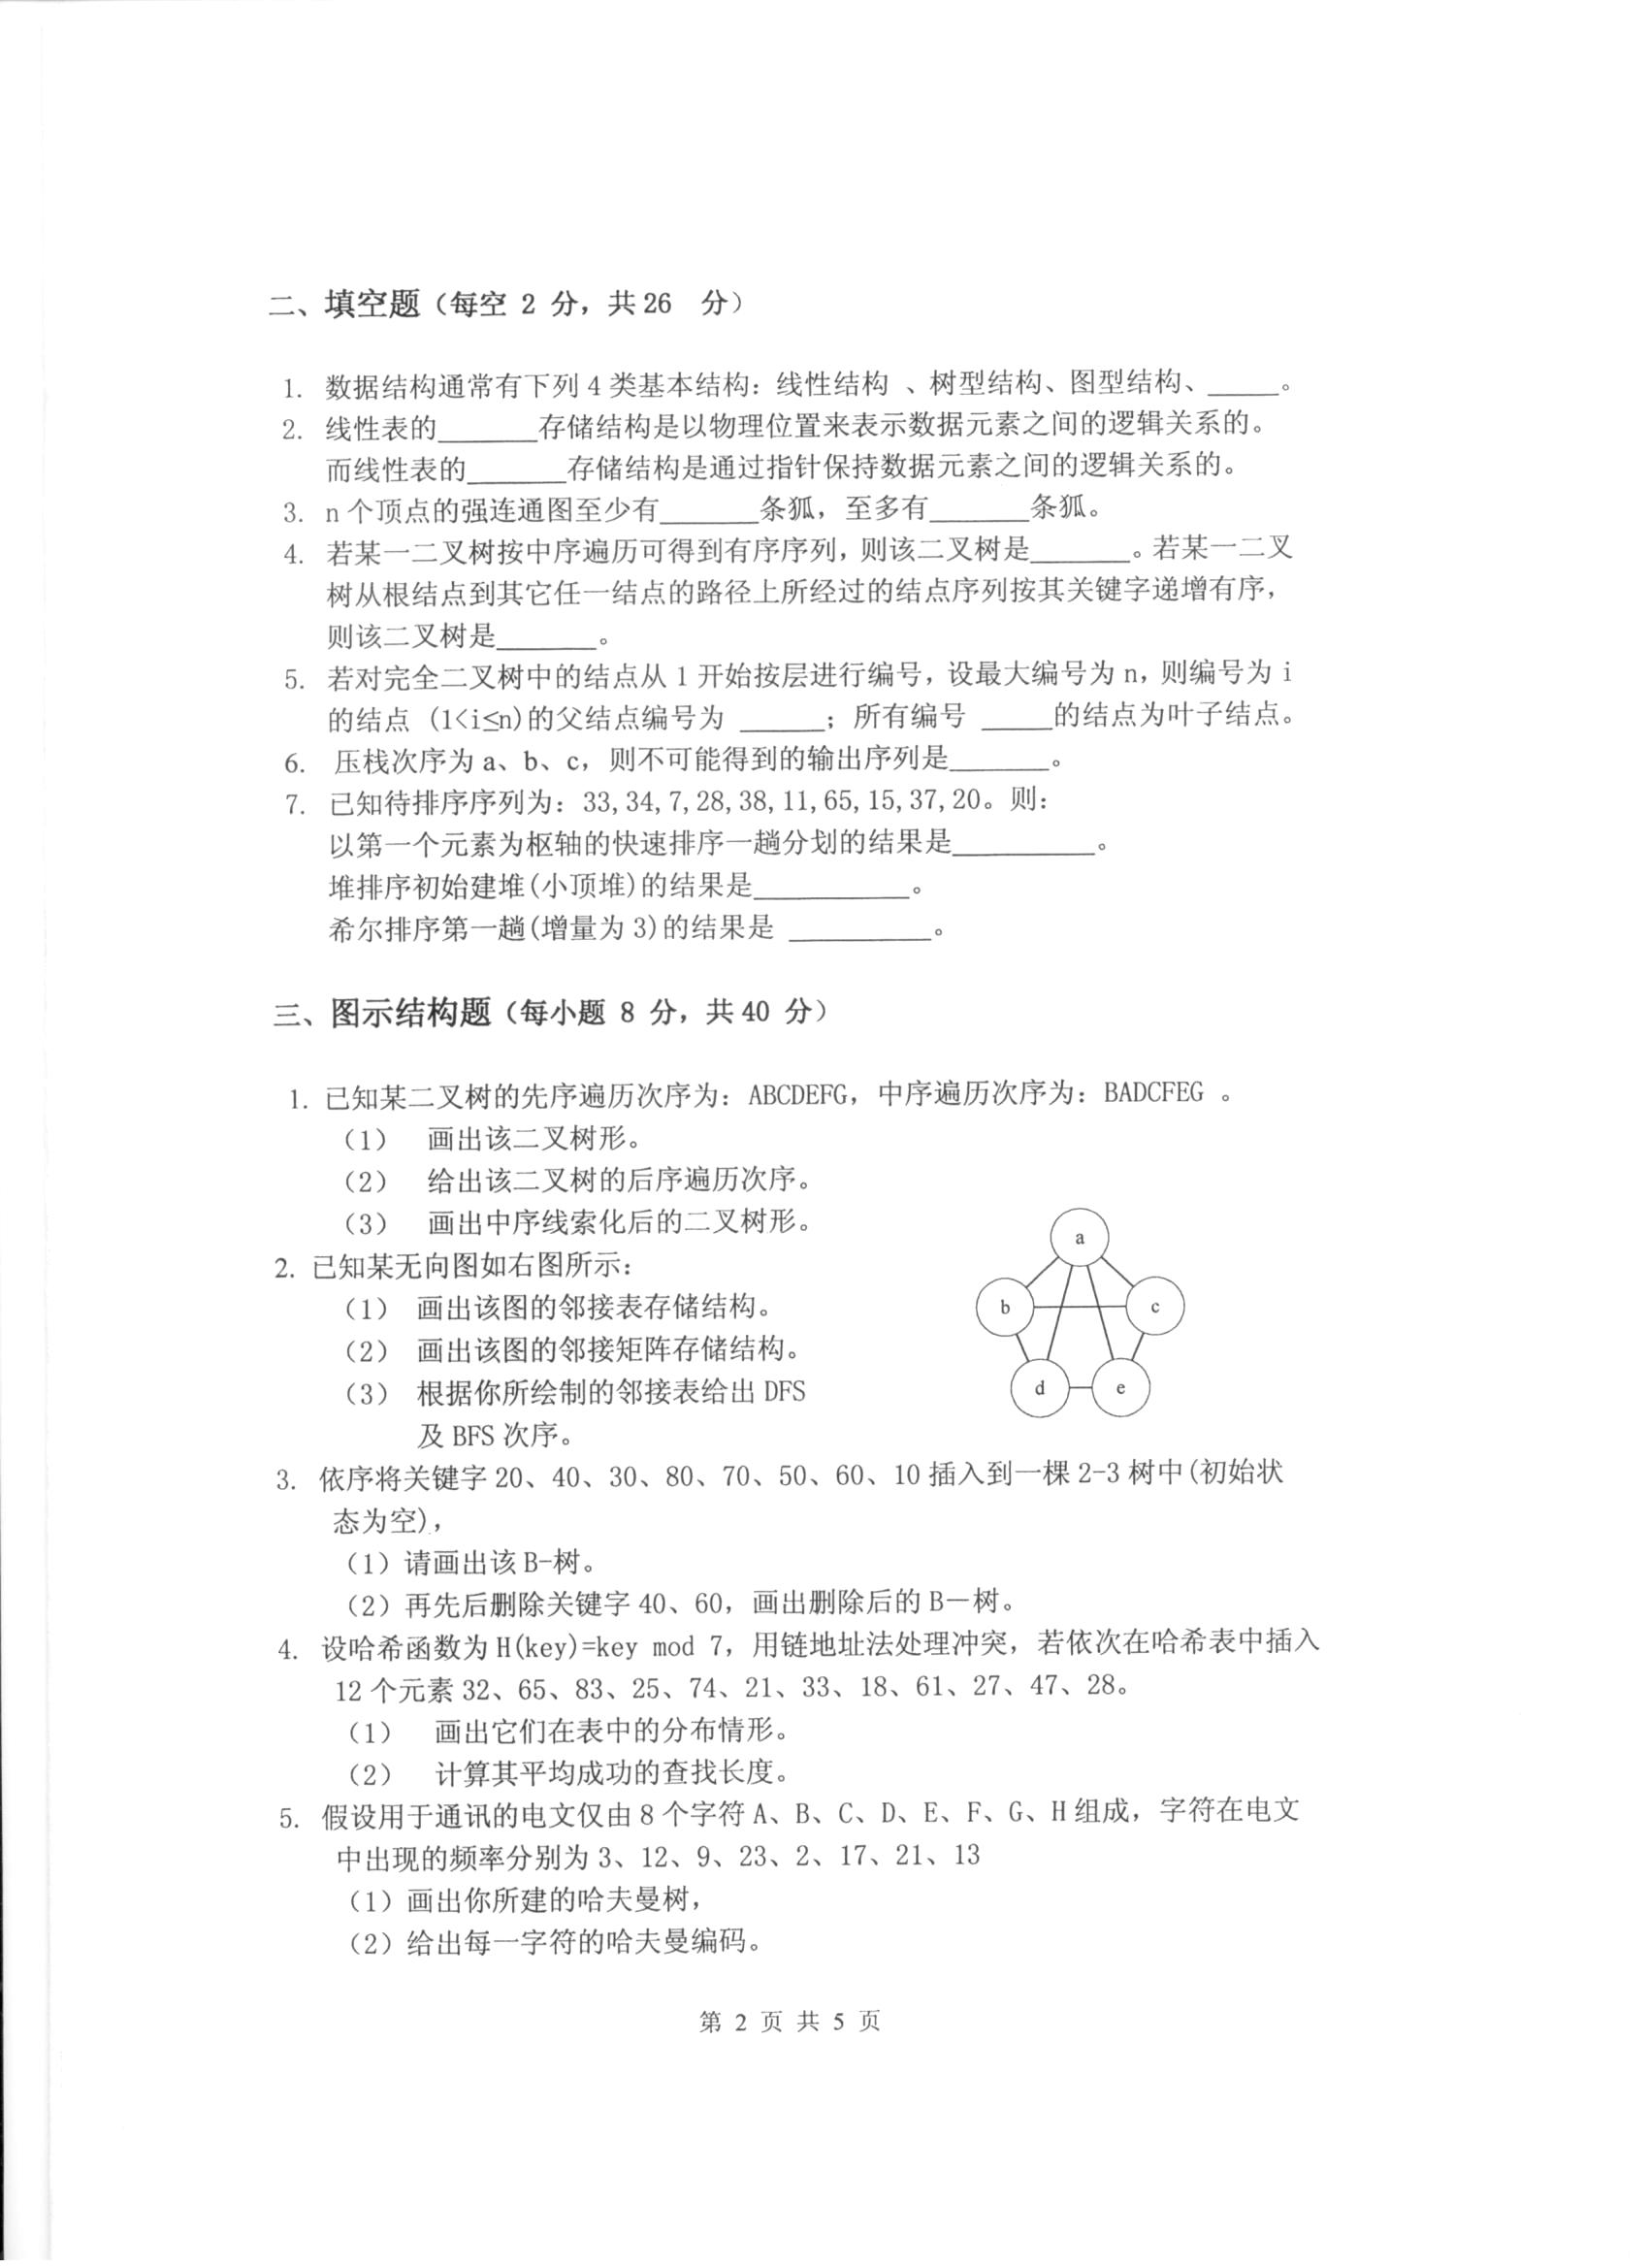 二、填空题（每空 2 分，共 26 分）
1. 数据结构通常有下列 4 类基本结构：线性结构 、树型结构、图型结构、_____。
2. 线性表的_______存储结构是以物理位置来表示数据元素之间的逻辑关系的。
而线性表的_______存储结构是通过指针保持数据元素之间的逻辑关系的。
3. n 个顶点的强连通图至少有_______条狐，至多有_______条狐。
4. 若某一二叉树按中序遍历可得到有序序列，则该二叉树是_______。若某一二叉
树从根结点到其它任一结点的路径上所经过的结点序列按其关键字递增有序，
则该二叉树是_______。
5. 若对完全二叉树中的结点从 1 开始按层进行编号，设最大编号为 n，则编号为 i
的结点 (1<i≤n)的父结点编号为 ______；所有编号 _____的结点为叶子结点。
6. 压栈次序为 a、b、c，则不可能得到的输出序列是_______。
7. 已知待排序序列为：33,34,7,28,38,11,65,15,37,20。则：
以第一个元素为枢轴的快速排序一趟分划的结果是__________。
堆排序初始建堆(小顶堆)的结果是___________。
希尔排序第一趟(增量为 3)的结果是 __________。
三、图示结构题（每小题 8 分，共 40 分）
1. 已知某二叉树的先序遍历次序为：ABCDEFG，中序遍历次序为：BADCFEG 。
（1） 画出该二叉树形。
（2） 给出该二叉树的后序遍历次序。
（3） 画出中序线索化后的二叉树形。
2. 已知某无向图如右图所示：
（1） 画出该图的邻接表存储结构。
（2） 画出该图的邻接矩阵存储结构。
（3） 根据你所绘制的邻接表给出 DFS
及 BFS 次序。
a
b
c
d
e
3. 依序将关键字 20、40、30、80、70、50、60、10 插入到一棵 2-3 树中(初始状
态为空)，
（1）请画出该 B-树。
（2）再先后删除关键字 40、60，画出删除后的 B－树。
4. 设哈希函数为 H(key)=key mod 7，用链地址法处理冲突，若依次在哈希表中插入
12 个元素 32、65、83、25、74、21、33、18、61、27、47、28。
（1） 画出它们在表中的分布情形。
（2） 计算其平均成功的查找长度。
5. 假设用于通讯的电文仅由 8 个字符 A、B、C、D、E、F、G、H 组成，字符在电文
中出现的频率分别为 3、12、9、23、2、17、21、13
（1）画出你所建的哈夫曼树，
（2）给出每一字符的哈夫曼编码。
第 2 页 共 5 页